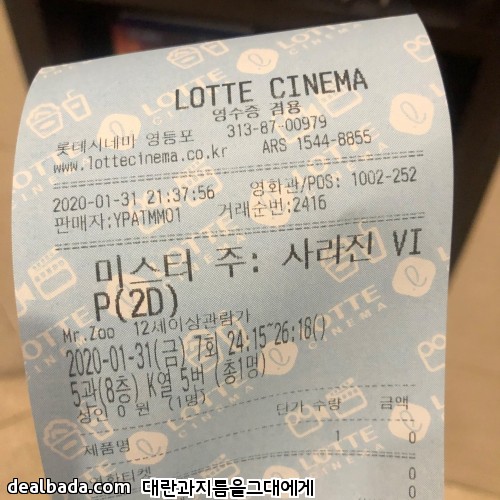 LOTTE CINEMA
영수증 겸용
롯데시네마 영등포 313-87-00979
www.lottecinema.co.kr ARS 1544-8855
2020-01-31 21:37:56 영화관/POS: 1002-252
판매자:YPATMM01 거래순번:2416
미스터 주: 사라진 VI
P(2D)
Mr.Zoo 12세이상관람가
2020-01-31(금) 7회 24:15~26:18()
5관(8층) K열 5번 (총1명)
성인 0 원 (1명)
제품명 단가 수량 금액
1 0
티켓 0
0
dealbada.com 대란과지름을그대에게